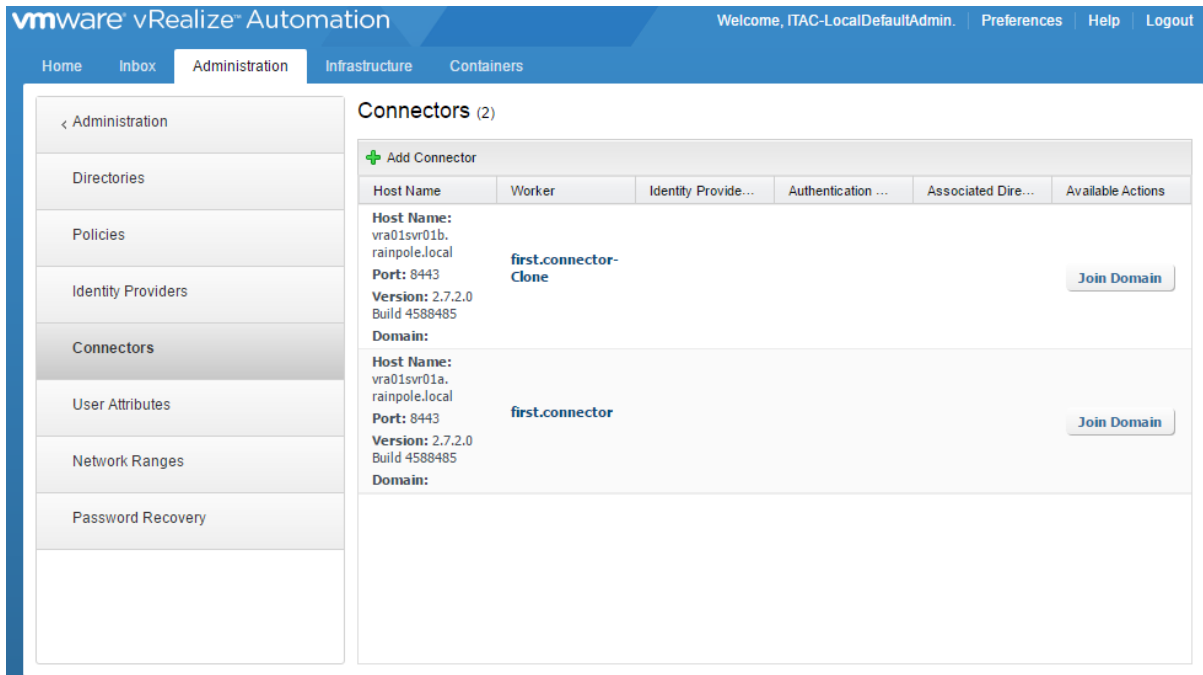 vmware® vRealize™ Automation
Welcome, ITAC-LocalDefaultAdmin. Preferences Help Logout
Home Inbox Administration Infrastructure Containers
< Administration
Directories
Policies
Identity Providers
Connectors
User Attributes
Network Ranges
Password Recovery
Connectors (2)
Add Connector
Host Name Worker Identity Provide... Authentication ... Associated Dire... Available Actions
Host Name:
vra01svr01b.
rainpole.local
Port: 8443
Version: 2.7.2.0
Build 4588485
Domain:
first.connector-
Clone
Join Domain
Host Name:
vra01svr01a.
rainpole.local
Port: 8443
Version: 2.7.2.0
Build 4588485
Domain:
first.connector
Join Domain